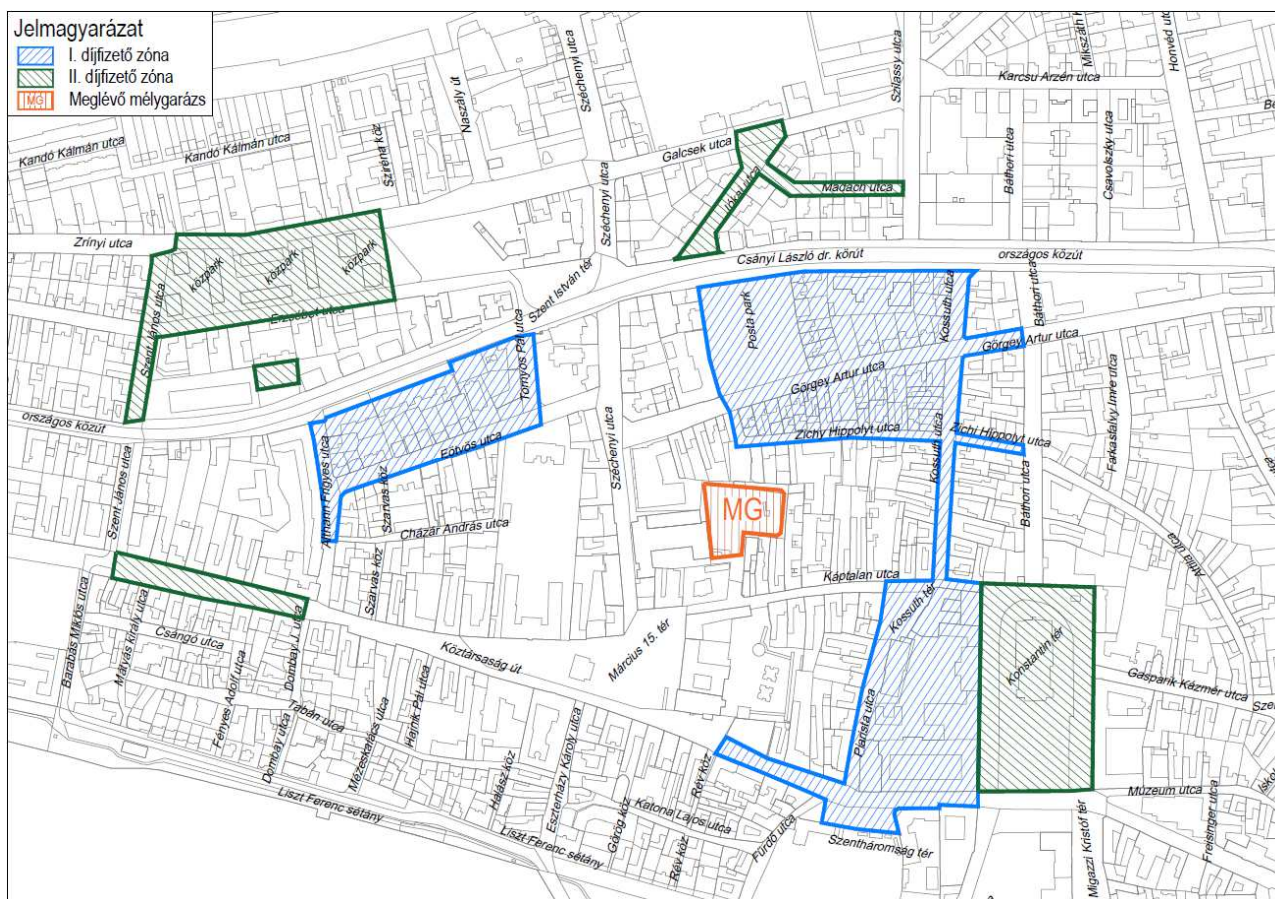 Jelmagyarázat
I. díjfizető zóna
II. díjfizető zóna
MG Meglévő mélygarázs
Kandó Kálmán utca
Kandó Kálmán utca
Sziréna köz
Naszály út
Széchenyi utca
Széchenyi utca
Galcsek utca
Szilassy utca
Karcsu Arzén utca
Honvéd utca
Báthori utca
Csavolszky utca
Jókai utca
Madách utca
Zrínyi utca
közpark
közpark
közpark
Szent János utca
Erzsébet utca
Szent István tér
Csányi László dr. körút
országos közút
Báthori utca
Posta park
Kossuth utca
Görgey Artur utca
Görgey Artur utca
Tornyos Pál utca
országos közút
Szent János utca
Althann Frigyes utca
Eötvös utca
Szarvas köz
Széchenyi utca
Zichy Hippolyt utca
Kossuth utca
Zichi Hippolyt utca
Farkasfalvy Imre utca
Báthori utca
Attila utca
MG
Chazár András utca
Szarvas köz
Káptalan utca
Kossuth tér
Barabás Miklós utca
Mátyás király utca
Csángó utca
Fényes Adolf utca
Dombay J. utca
Dombay utca
Tabán utca
Mézeskalács utca
Hajnik Pál utca
Köztársaság út
Március 15. tér
Piarista utca
Konstantin tér
Gasparik Kázmér utca
Liszt Ferenc sétány
Halász köz
Eszterházy Károly utca
Görög köz
Rév köz
Katona Lajos utca
Rév köz
Fürdő utca
Liszt Ferenc sétány
Szentháromság tér
Múzeum utca
Migazzi Kristóf tér
Freisinger utca